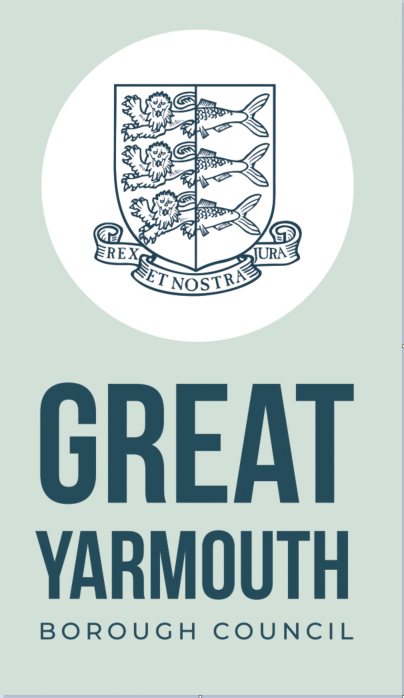 REX ET NOSTRA JURA
GREAT
YARMOUTH
BOROUGH COUNCIL